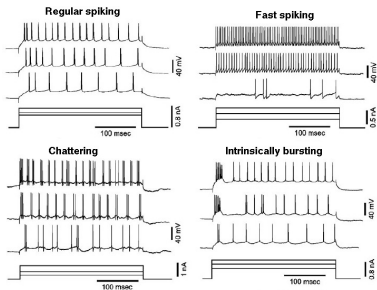 Regular spiking
40 mV
0.8 nA
100 msec
Fast spiking
40 mV
0.5 nA
100 msec
Chattering
40 mV
1 nA
100 msec
Intrinsically bursting
40 mV
0.8 nA
100 msec